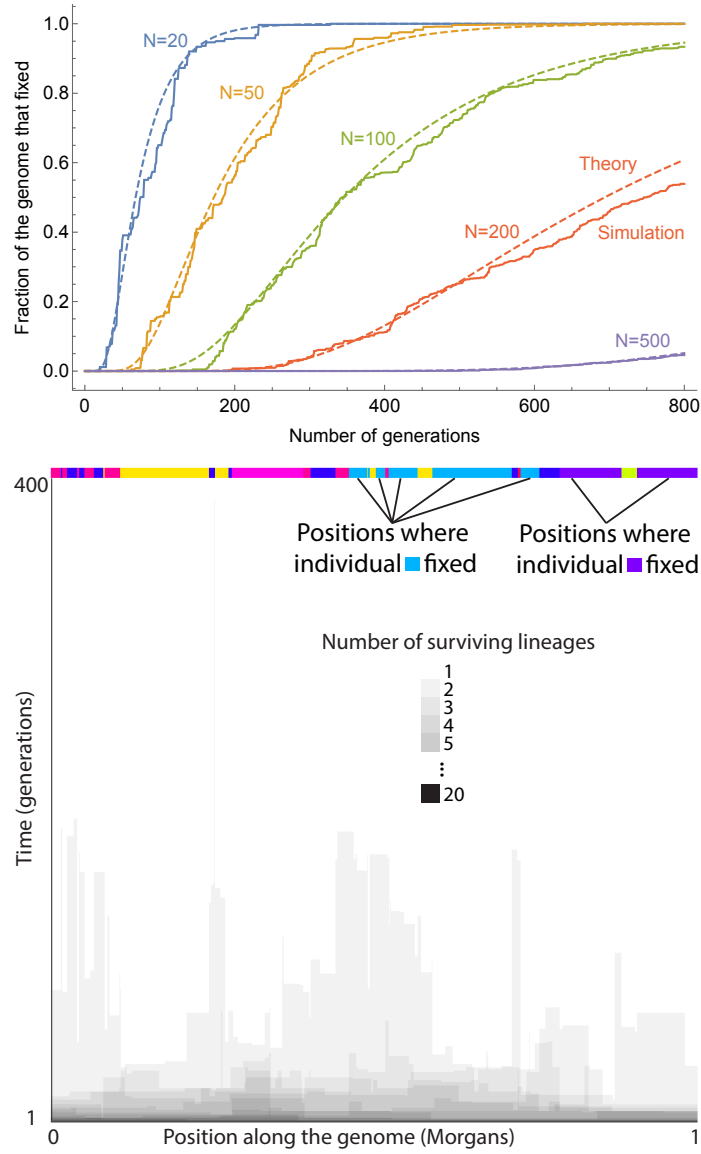 Fraction of the genome that fixed
1.0
0.8
0.6
0.4
0.2
0.0
N=20
N=50
N=100
Theory
N=200
Simulation
N=500
0
200
400
600
800
Number of generations
400
Positions where
individual fixed
Positions where
individual fixed
Number of surviving lineages
1
2
3
4
5
...
20
Time (generations)
1
0
Position along the genome (Morgans)
1